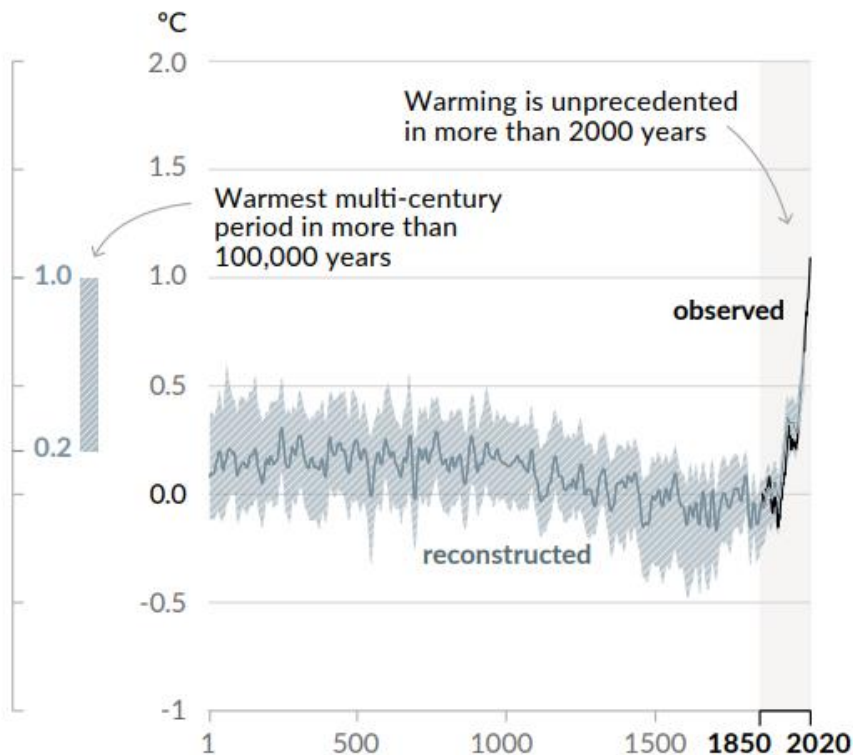 °C
2.0
Warming is unprecedented
in more than 2000 years
1.5
Warmest multi-century
period in more than
100,000 years
1.0
1.0
observed
0.5
0.2
0.0
reconstructed
-0.5
-1
1
500
1000
1500
1850
2020